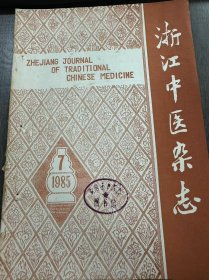 ZHEJIANG JOURNAL
OF TRADITIONAL
CHINESE MEDICINE
浙江中医杂志
7
1985